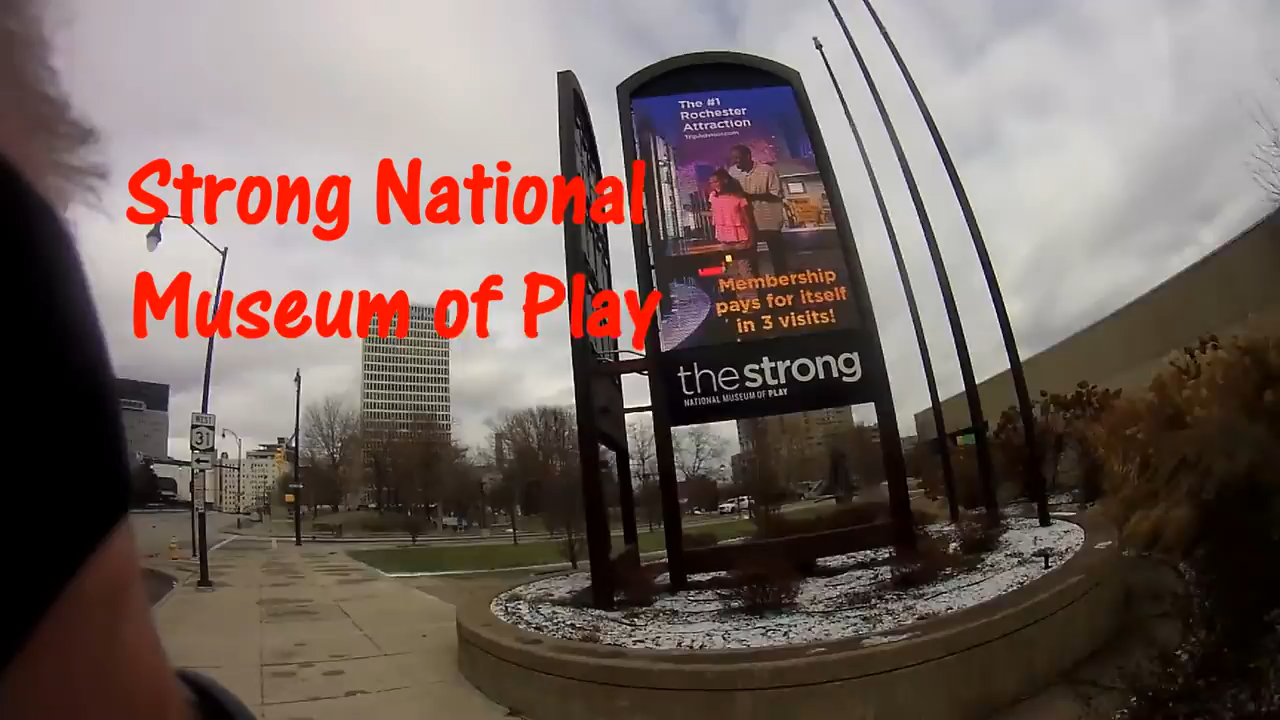 Strong National
Museum of Play
The #1
Rochester
Attraction
Membership
pays for itself
in 3 visits!
thestrong
NATIONAL MUSEUM OF PLAY
WEST
31